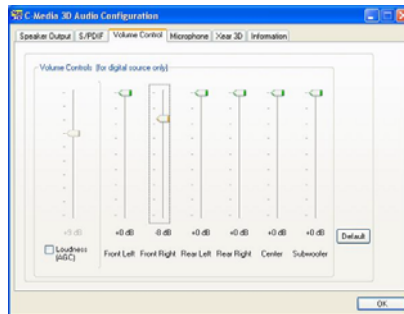 C-Media 3D Audio Configuration
Speaker Output S/PDIF Volume Control Microphone Xear 3D Information
Volume Controls (for digital source only)
+0 dB +0 dB -8 dB +0 dB +0 dB +0 dB +0 dB
Default
Loudness
(AGC)
Front Left Front Right Rear Left Rear Right Center Subwoofer
OK